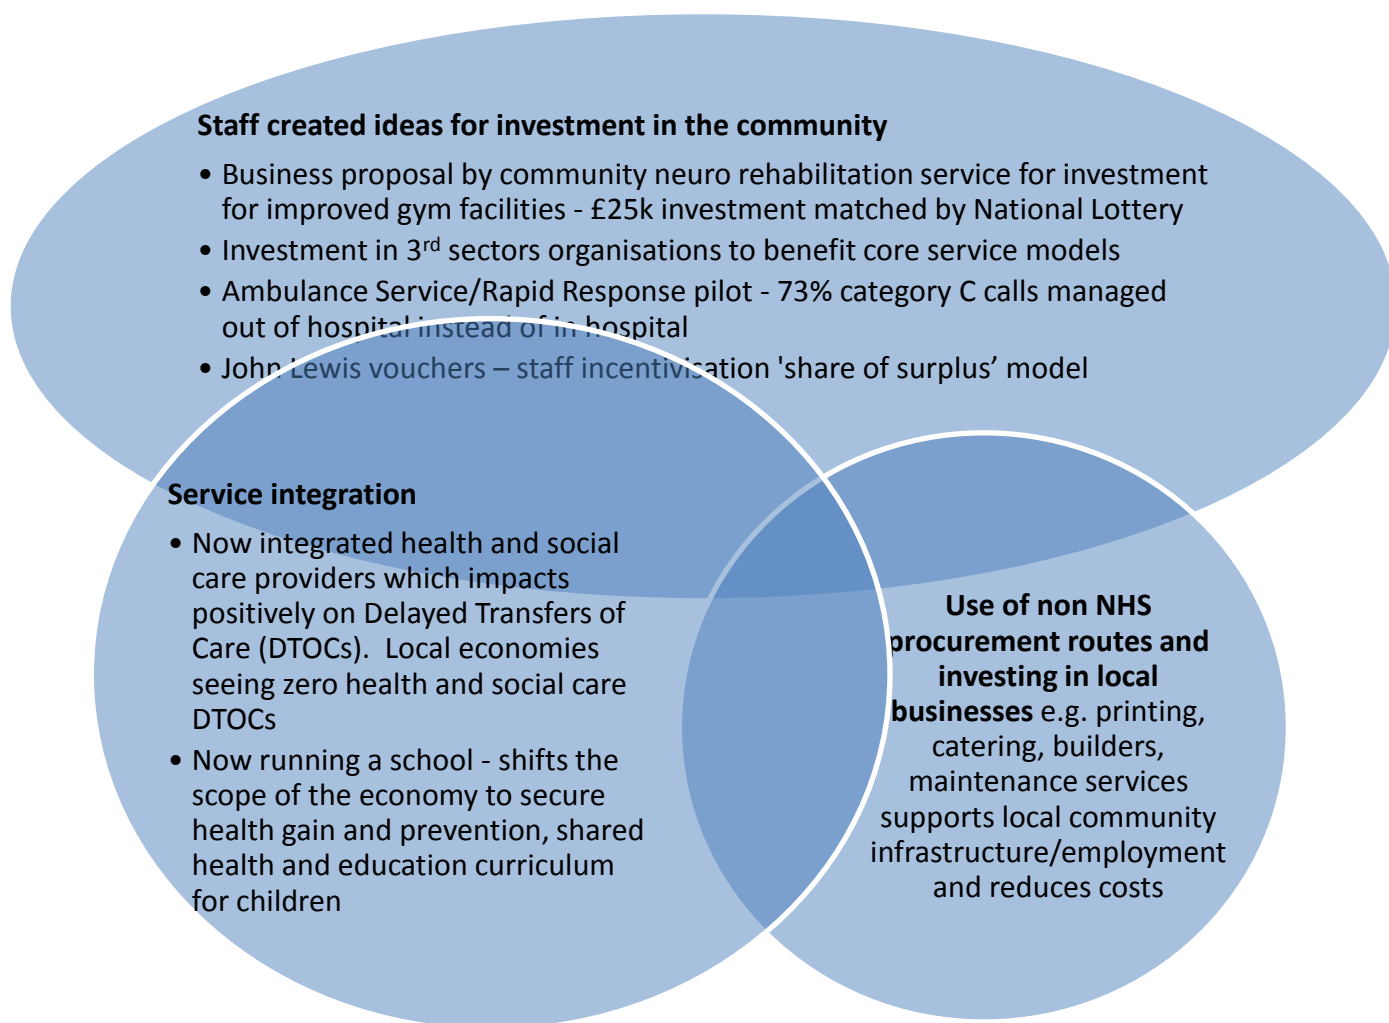 Staff created ideas for investment in the community
• Business proposal by community neuro rehabilitation service for investment
for improved gym facilities - £25k investment matched by National Lottery
• Investment in 3rd sectors organisations to benefit core service models
• Ambulance Service/Rapid Response pilot - 73% category C calls managed
out of hospital instead of in hospital
• John Lewis vouchers – staff incentivisation 'share of surplus’ model
Service integration
• Now integrated health and social
care providers which impacts
positively on Delayed Transfers of
Care (DTOCs).  Local economies
seeing zero health and social care
DTOCs
• Now running a school - shifts the
scope of the economy to secure
health gain and prevention, shared
health and education curriculum
for children
Use of non NHS
procurement routes and
investing in local
businesses e.g. printing,
catering, builders,
maintenance services
supports local community
infrastructure/employment
and reduces costs